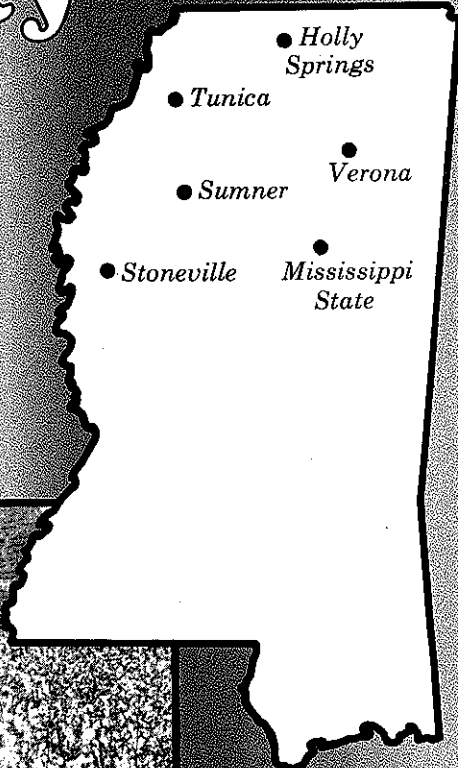 Holly
Springs
Tunica
Verona
Sumner
Mississippi
State
Stoneville